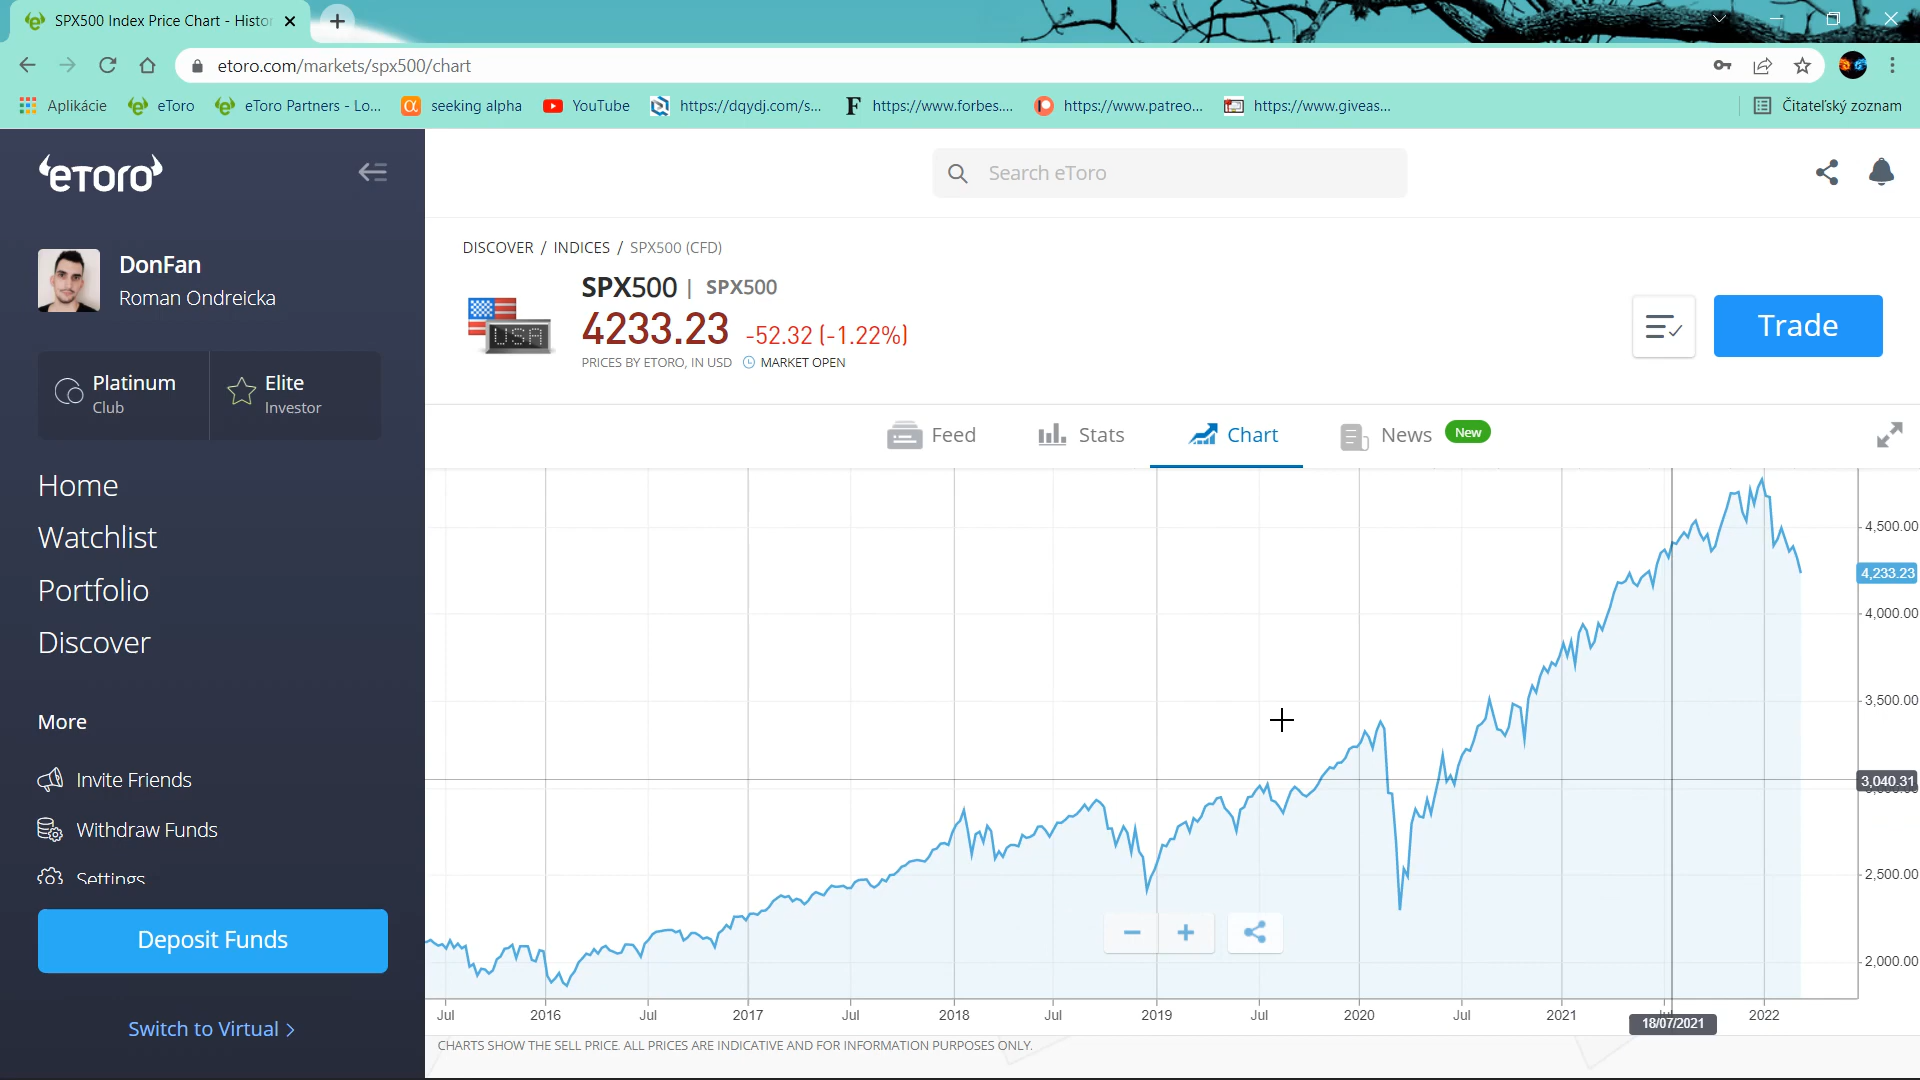 SPX500 Index Price Chart - Histor
etoro.com/markets/spx500/chart
Aplikácie
eToro
eToro Partners - Lo...
seeking alpha
YouTube
https://dqydj.com/s...
https://www.forbes....
https://www.patreo...
https://www.giveas...
Čitateľský zoznam
eToro
Search eToro
DonFan
Roman Ondreicka
Platinum
Club
Elite
Investor
Home
Watchlist
Portfolio
Discover
More
Invite Friends
Withdraw Funds
Settings
Deposit Funds
Switch to Virtual >
DISCOVER / INDICES / SPX500 (CFD)
SPX500 | SPX500
USA
4233.23 -52.32 (-1.22%)
PRICES BY ETORO, IN USD MARKET OPEN
Trade
Feed
Stats
Chart
News New
4,500.00
4,233.23
4,000.00
3,500.00
3,040.31
2,500.00
2,000.00
Jul 2016 Jul 2017 Jul 2018 Jul 2019 Jul 2020 Jul 2021 2022
18/07/2021
CHARTS SHOW THE SELL PRICE. ALL PRICES ARE INDICATIVE AND FOR INFORMATION PURPOSES ONLY.